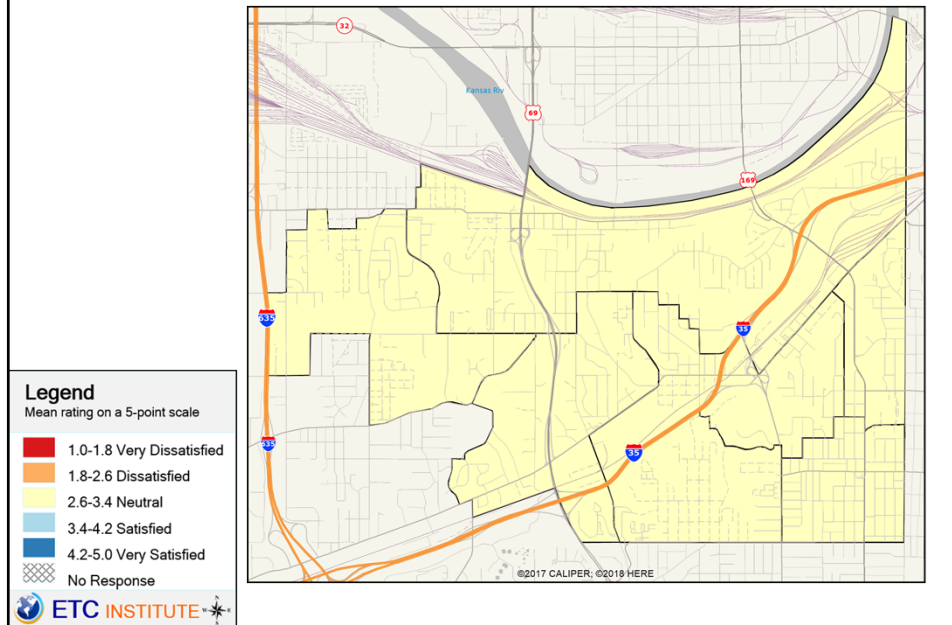 32
Kansas Riv
69
169
635
35
635
35
Legend
Mean rating on a 5-point scale
1.0-1.8 Very Dissatisfied
1.8-2.6 Dissatisfied
2.6-3.4 Neutral
3.4-4.2 Satisfied
4.2-5.0 Very Satisfied
No Response
ETC INSTITUTE
©2017 CALIPER; ©2018 HERE